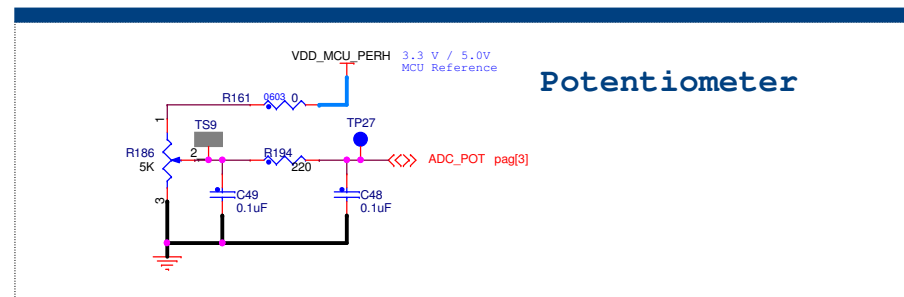 VDD_MCU_PERH 3.3 V / 5.0V
MCU Reference
Potentiometer
R161 0603 0
1
TS9
TP27
R186
5K
2
R194
220
ADC_POT pag[3]
3
C49
0.1uF
C48
0.1uF